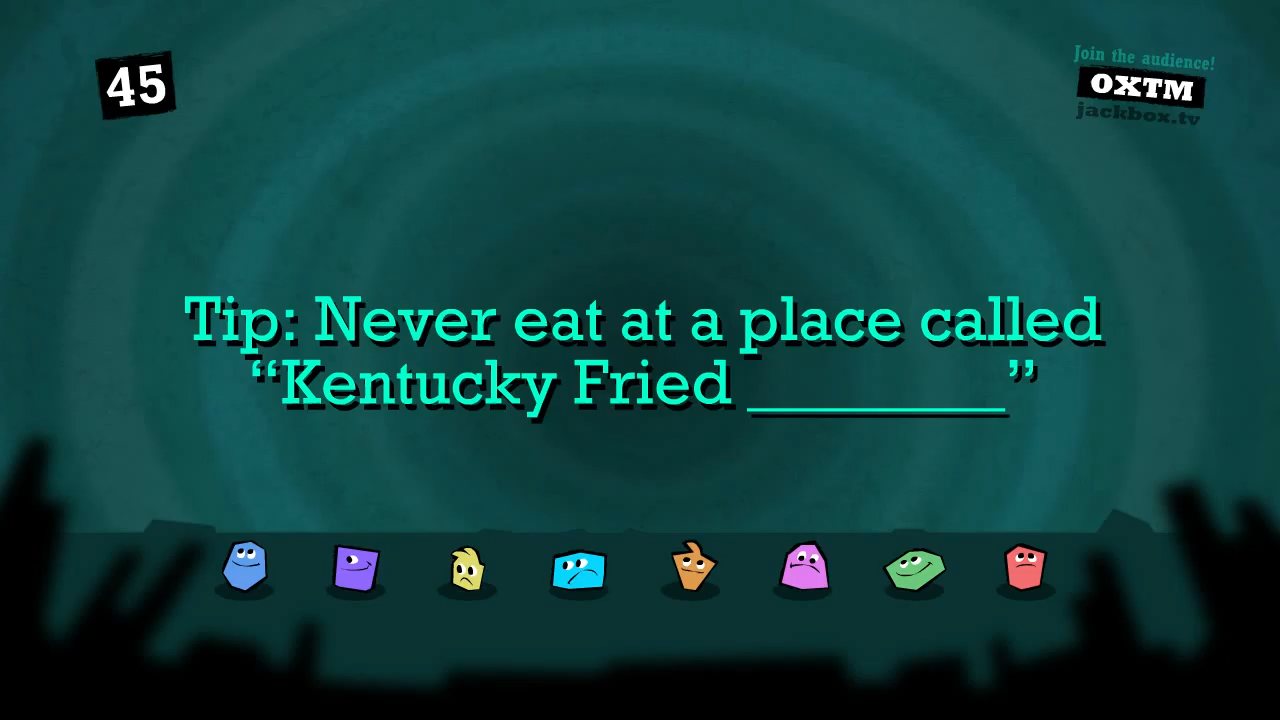 45
Join the audience!
OXTM
jackbox.tv
Tip: Never eat at a place called
“Kentucky Fried ________”